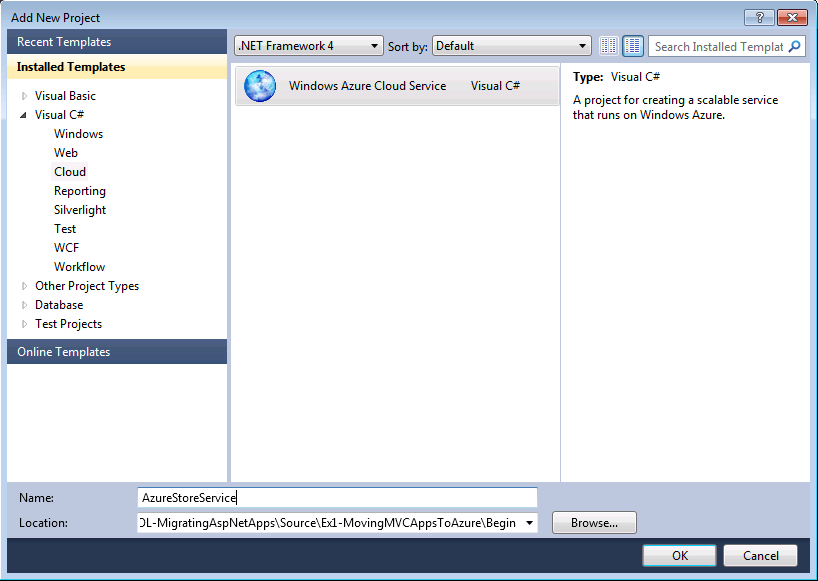 Add New Project
?
Recent Templates
.NET Framework 4
Sort by:
Default
Search Installed Templat
Installed Templates
Visual Basic
Visual C#
Windows
Web
Cloud
Reporting
Silverlight
Test
WCF
Workflow
Other Project Types
Database
Test Projects
Online Templates
Windows Azure Cloud Service
Visual C#
Type: Visual C#
A project for creating a scalable service
that runs on Windows Azure.
Name:
AzureStoreService
Location:
OL-MigratingAspNetApps\Source\Ex1-MovingMVCAppsToAzure\Begin
Browse...
OK
Cancel